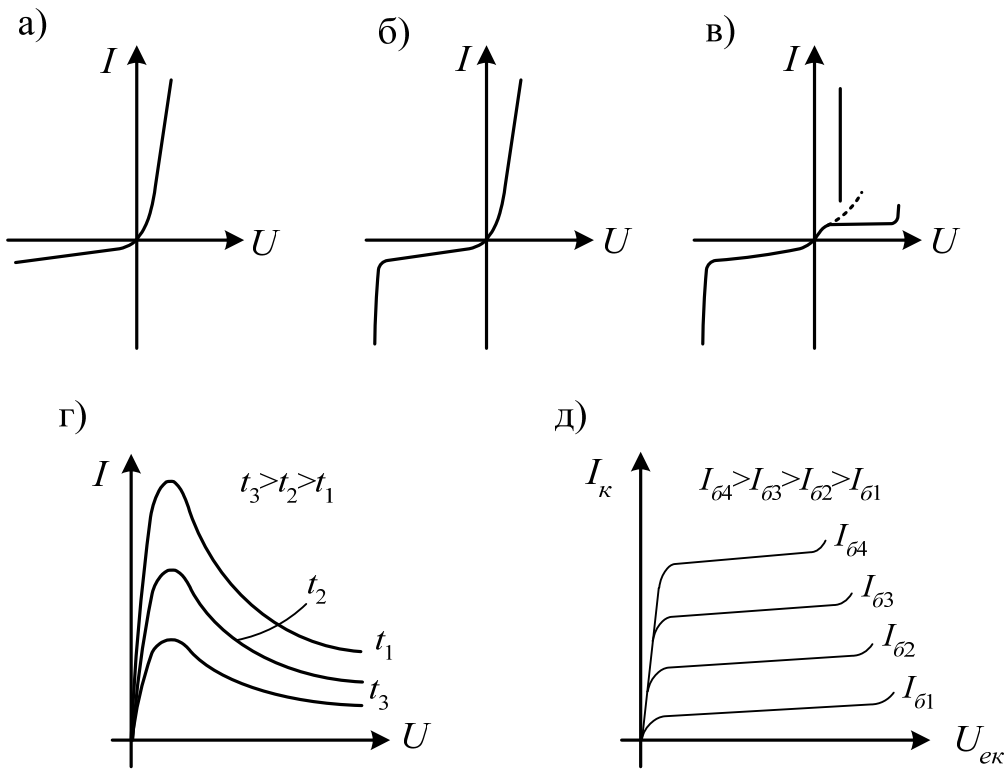 а) б) в)
I I I
U U U
г) д)
I t₃>t₂>t₁ Iк Iб4>Iб3>Iб2>Iб1
Iб4
t₂ Iб3
t₁ Iб2
t₃ Iб1
U Uек